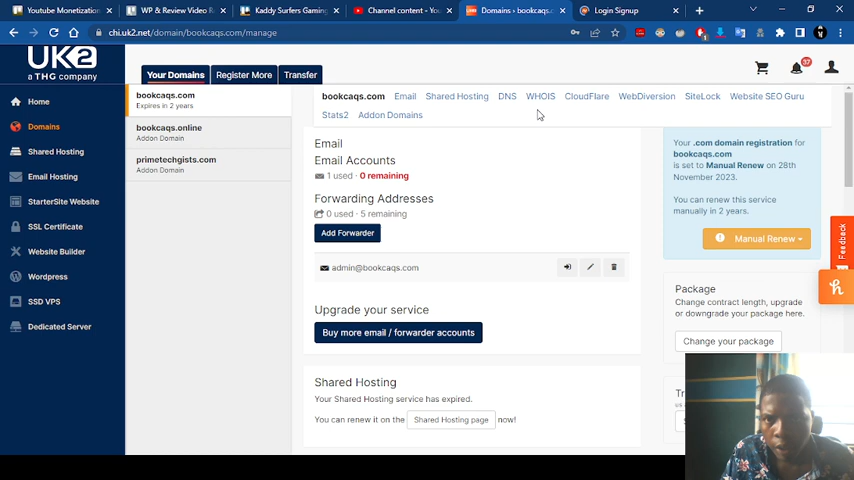 Youtube Monetization
WP & Review Video R
Kaddy Surfers Gaming
Channel content - You
Domains › bookcaqs.c
Login Signup
chi.uk2.net/domain/bookcaqs.com/manage
UK2
a THG company
Your Domains
Register More
Transfer
37
Home
Domains
Shared Hosting
Email Hosting
StarterSite Website
SSL Certificate
Website Builder
Wordpress
SSD VPS
Dedicated Server
bookcaqs.com
Expires in 2 years
bookcaqs.online
Addon Domain
primetechgists.com
Addon Domain
bookcaqs.com Email Shared Hosting DNS WHOIS CloudFlare WebDiversion SiteLock Website SEO Guru
Stats2 Addon Domains
Email
Email Accounts
1 used · 0 remaining
Forwarding Addresses
0 used · 5 remaining
Add Forwarder
admin@bookcaqs.com
Upgrade your service
Buy more email / forwarder accounts
Shared Hosting
Your Shared Hosting service has expired.
You can renew it on the Shared Hosting page now!
Your .com domain registration for
bookcaqs.com
is set to Manual Renew on 28th
November 2023.
You can renew this service
manually in 2 years.
Manual Renew
Package
Change contract length, upgrade
or downgrade your package here.
Change your package
Feedback